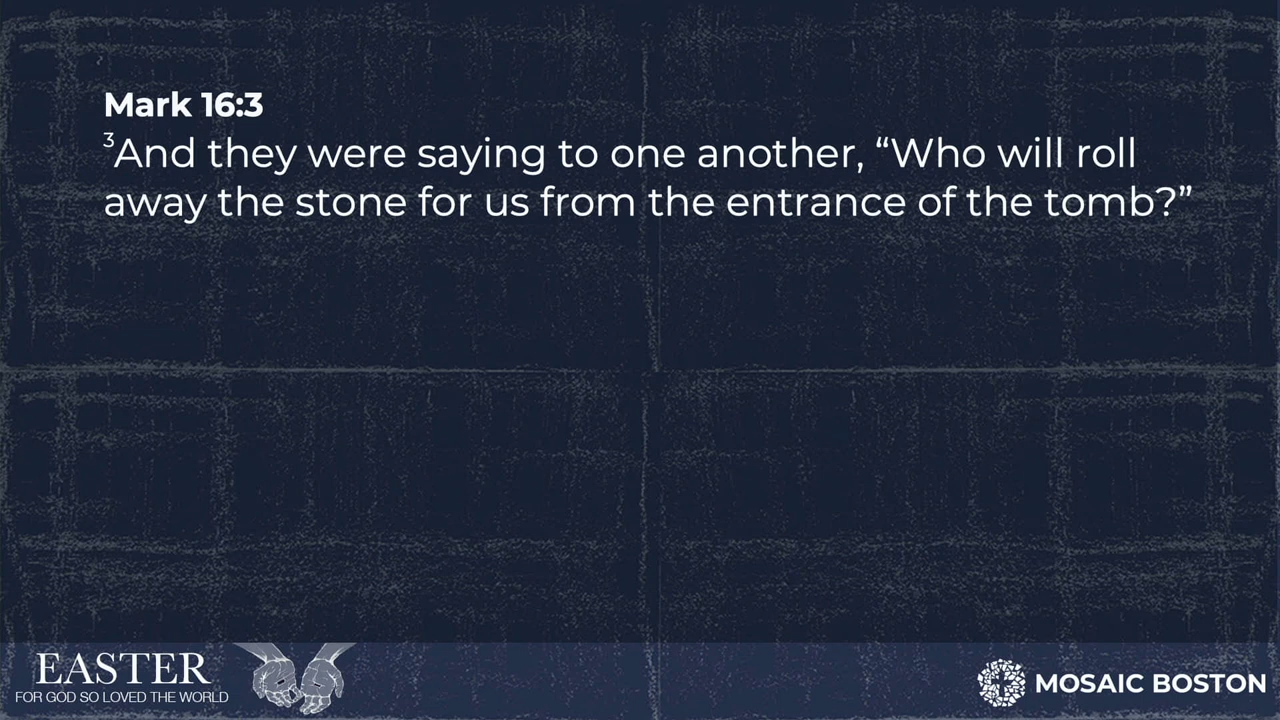 Mark 16:3
³And they were saying to one another, “Who will roll
away the stone for us from the entrance of the tomb?”
EASTER
FOR GOD SO LOVED THE WORLD
MOSAIC BOSTON